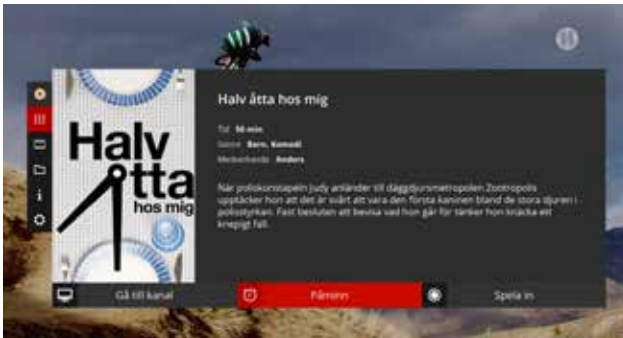 Halv åtta hos mig
Halv
åtta
hos mig
Tid 50 min
Genre Barn, Komedi
Medverkande Anders
När poliskonstapeln Judy anländer till däggdjursmetropolen Zootropolis
upptäcker hon att det är svårt att vara den första kaninen bland de stora djuren i
polisstyrkan. Fast besluten att bevisa vad hon går för tänker hon knäcka ett
knepigt fall.
Gå till kanal
Påminn
Spela in